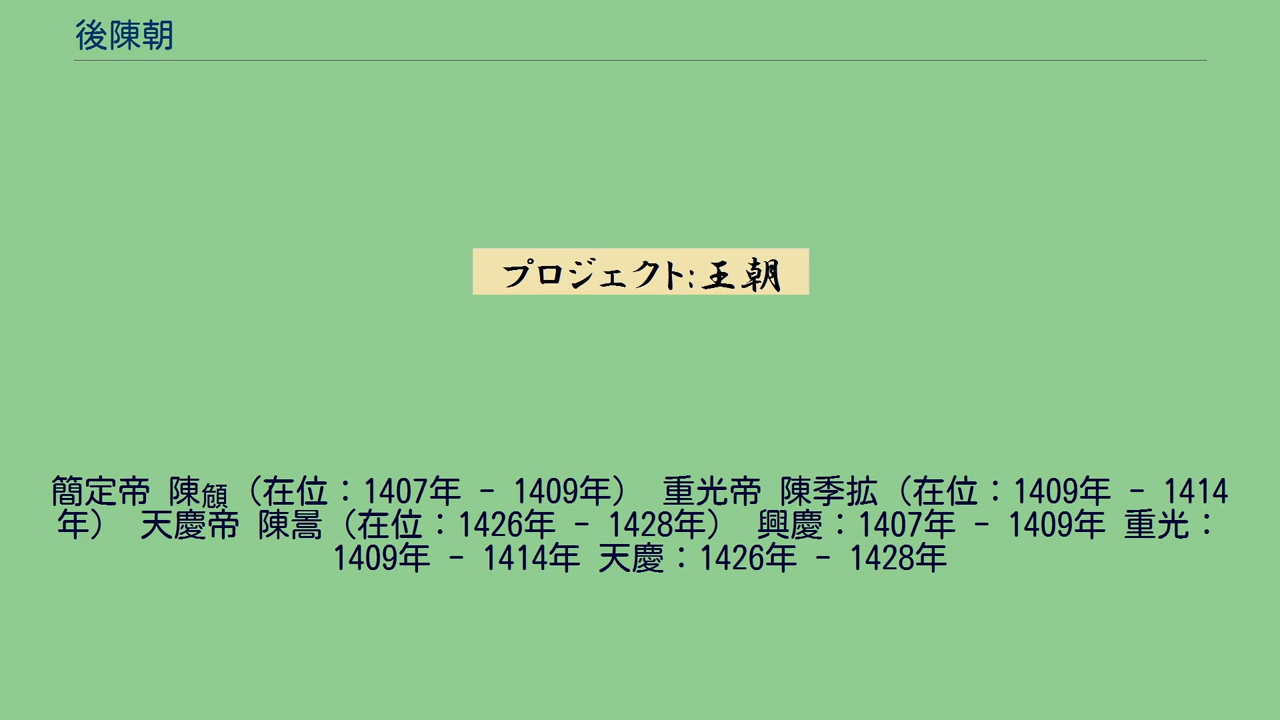 後陳朝
プロジェクト:王朝
簡定帝 陳頠（在位：1407年 - 1409年） 重光帝 陳季拡（在位：1409年 - 1414
年） 天慶帝 陳暠（在位：1426年 - 1428年） 興慶：1407年 - 1409年 重光：
1409年 - 1414年 天慶：1426年 - 1428年